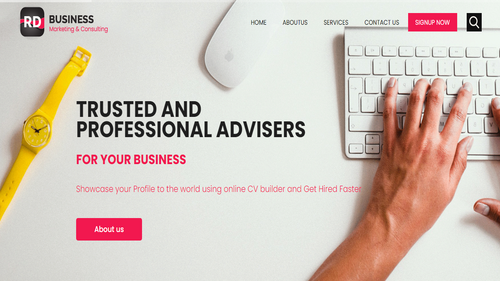 RD BUSINESS
Marketing & Consulting
HOME ABOUTUS SERVICES CONTACT US SIGNUP NOW
TRUSTED AND
PROFESSIONAL ADVISERS
FOR YOUR BUSINESS
Showcase your Profile to the world using online CV builder and Get Hired Faster
About us